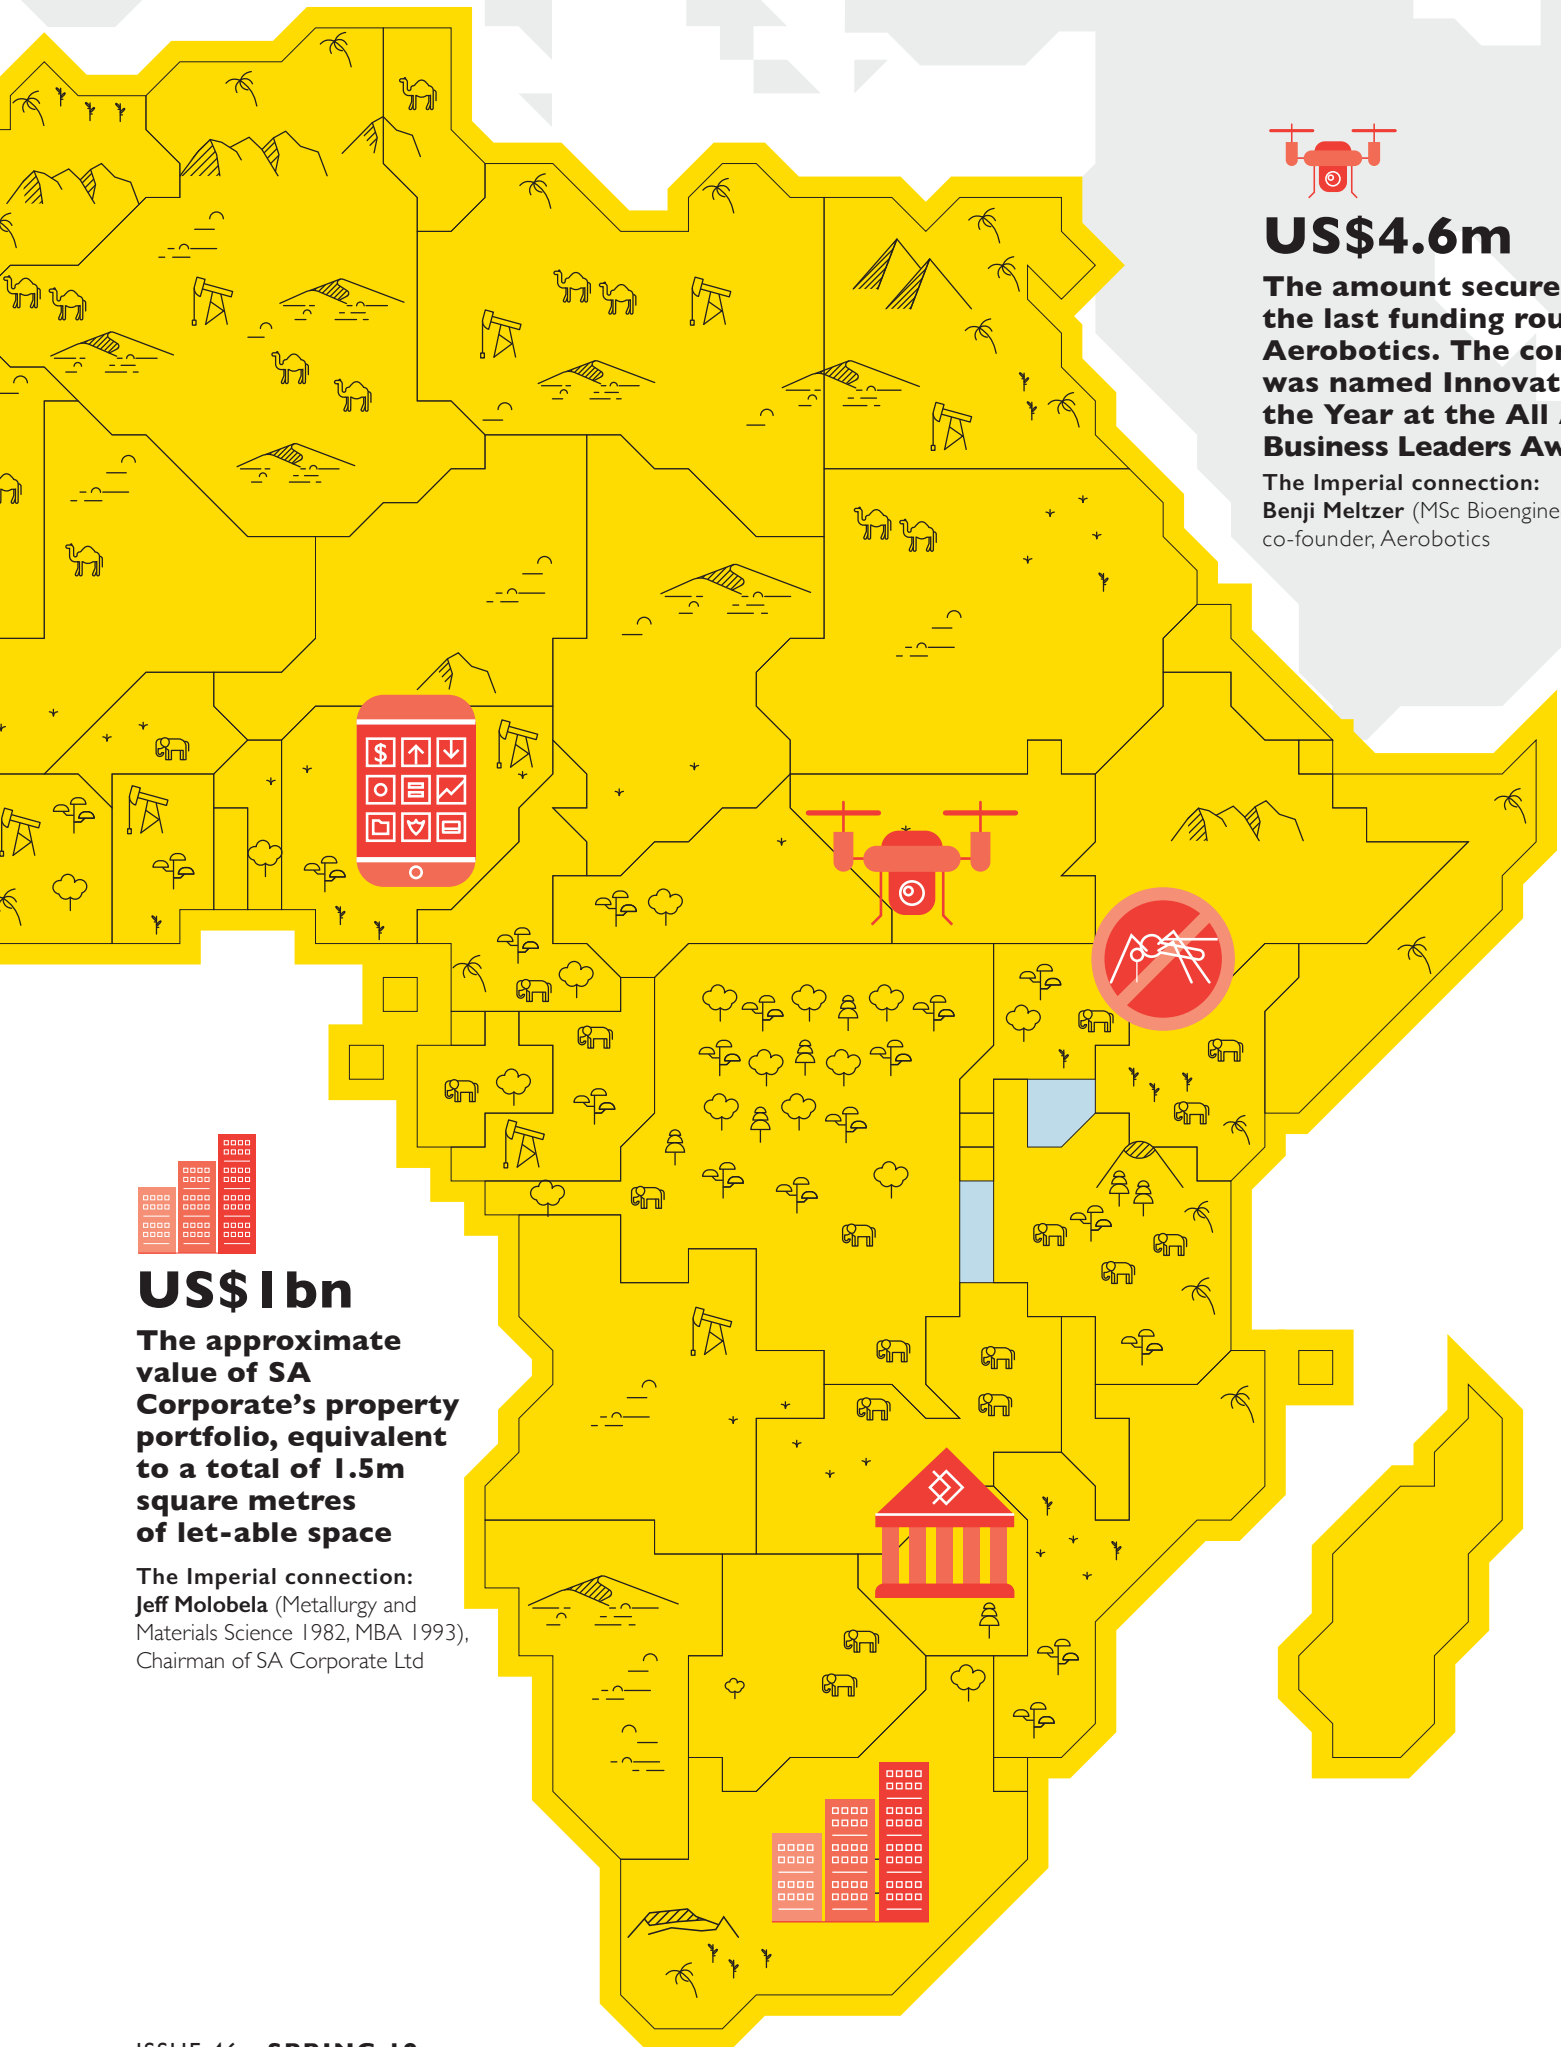 US$4.6m
The amount secure
the last funding rou
Aerobotics. The
was named Innovat
the Year at the All
Business Leaders
The Imperial connection:
Benji Meltzer (MSc Bioengine
co-founder, Aerobotics
$
US$1bn
The approximate
value of SA
Corporate’s property
portfolio, equivalent
to a total of 1.5m
square metres
of let-able space
The Imperial connection:
Jeff Molobela (Metallurgy and
Materials Science 1982, MBA 1993),
Chairman of SA Corporate Ltd